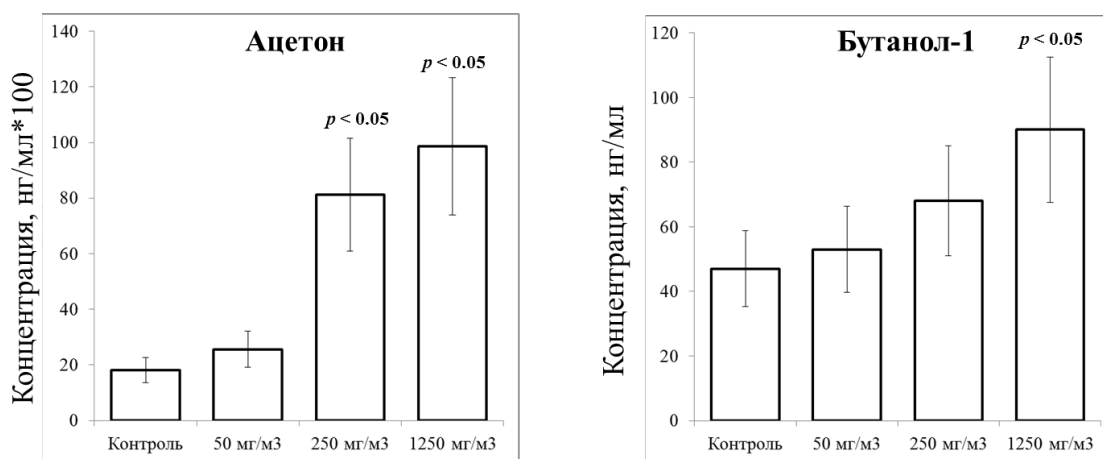 Ацетон
Концентрация, нг/мл*100
140
120
100
80
60
40
20
0
p < 0.05
p < 0.05
Контроль
50 мг/м3
250 мг/м3
1250 мг/м3
Бутанол-1
Концентрация, нг/мл
120
100
80
60
40
20
0
p < 0.05
Контроль
50 мг/м3
250 мг/м3
1250 мг/м3